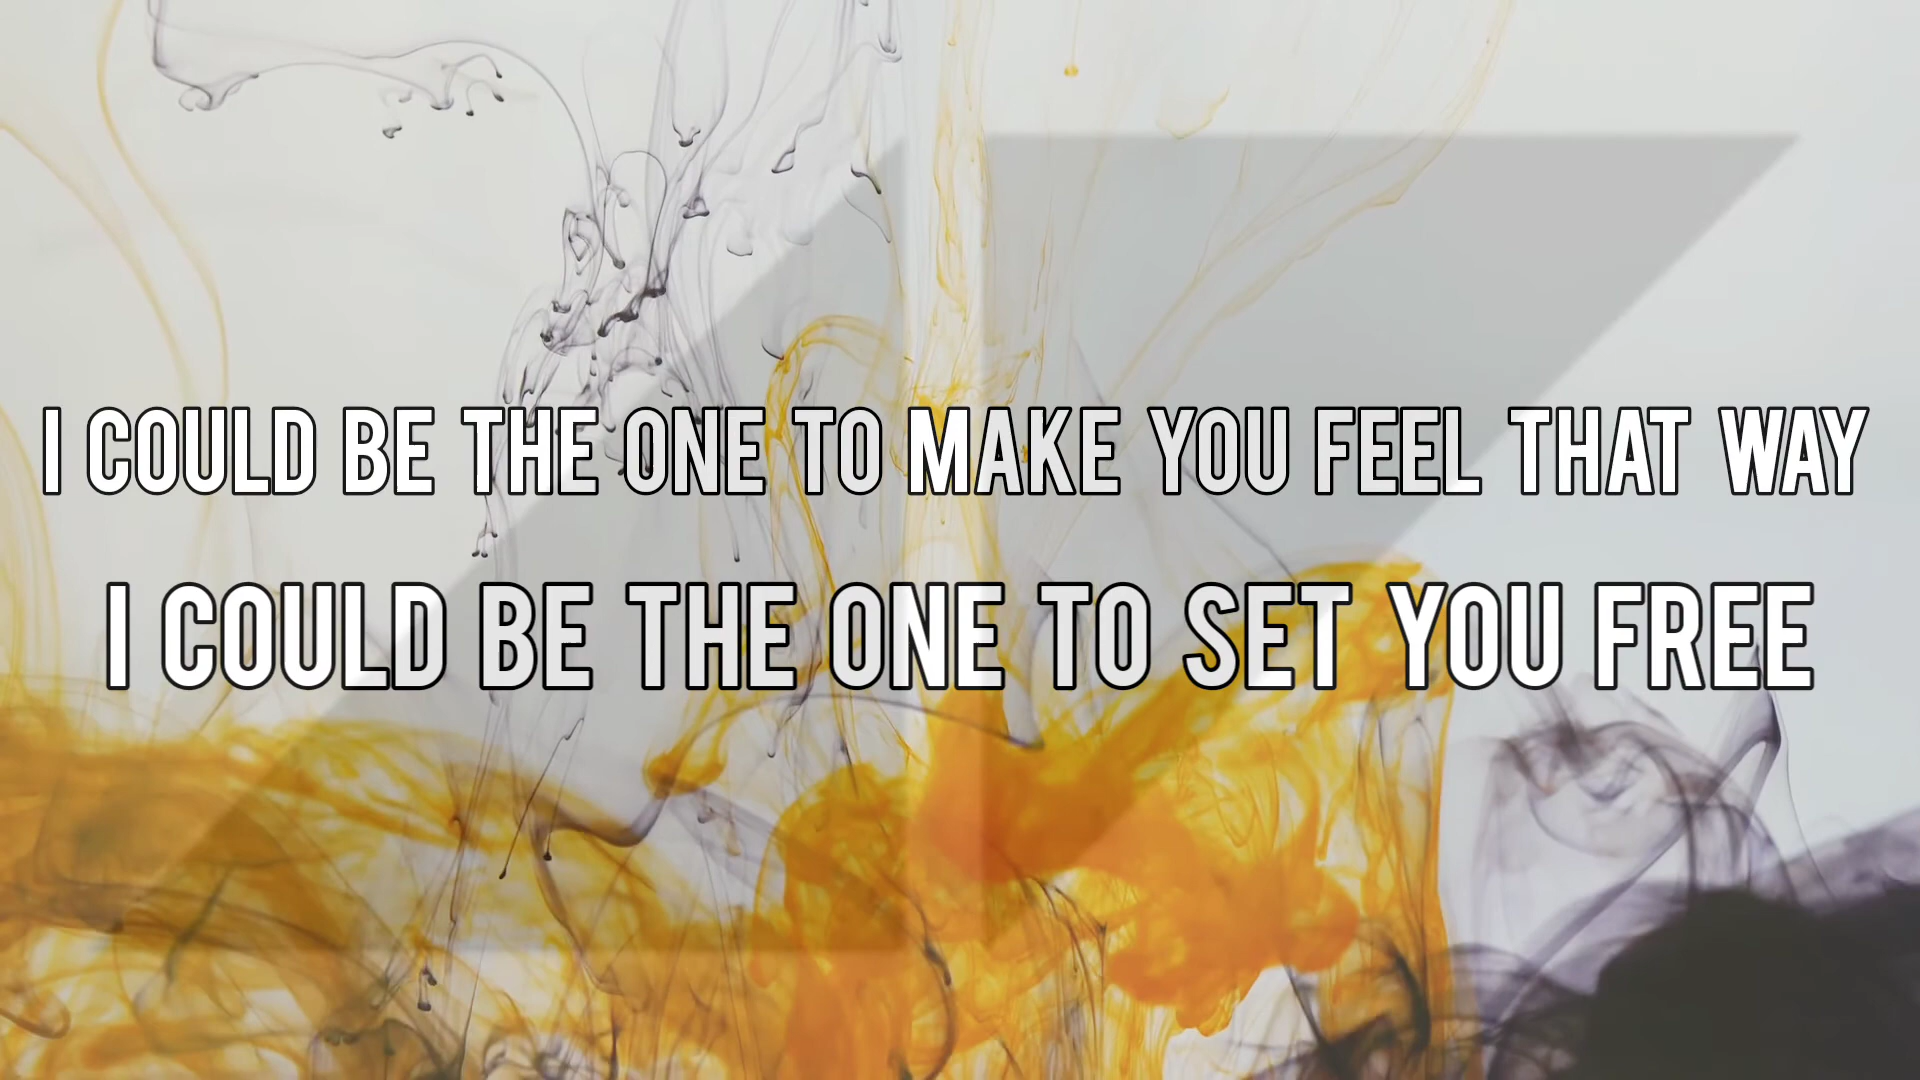 I COULD BE THE ONE TO MAKE YOU FEEL THAT WAY
I COULD BE THE ONE TO SET YOU FREE